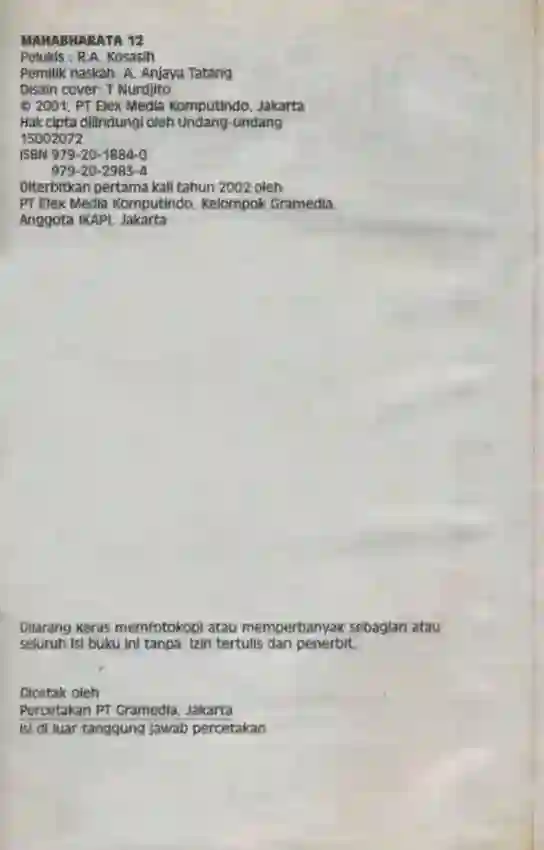 MAHABHARATA 12
Pelukis : R.A. Kosasih
Pemilik naskah: A. Anjaya Tatang
Disain cover: T Nurdjito
© 2001, PT Elex Media Komputindo, Jakarta
Hak cipta dilindungi oleh Undang-undang
15002072
ISBN 979-20-1884-0
979-20-2983-4
Diterbitkan pertama kali tahun 2002 oleh
PT Elex Media Komputindo, Kelompok Gramedia,
Anggota IKAPI, Jakarta
Dilarang keras memfotokopi atau memperbanyak sebagian atau
seluruh isi buku ini tanpa izin tertulis dari penerbit.
Dicetak oleh
Percetakan PT Gramedia, Jakarta
Isi di luar tanggung jawab percetakan